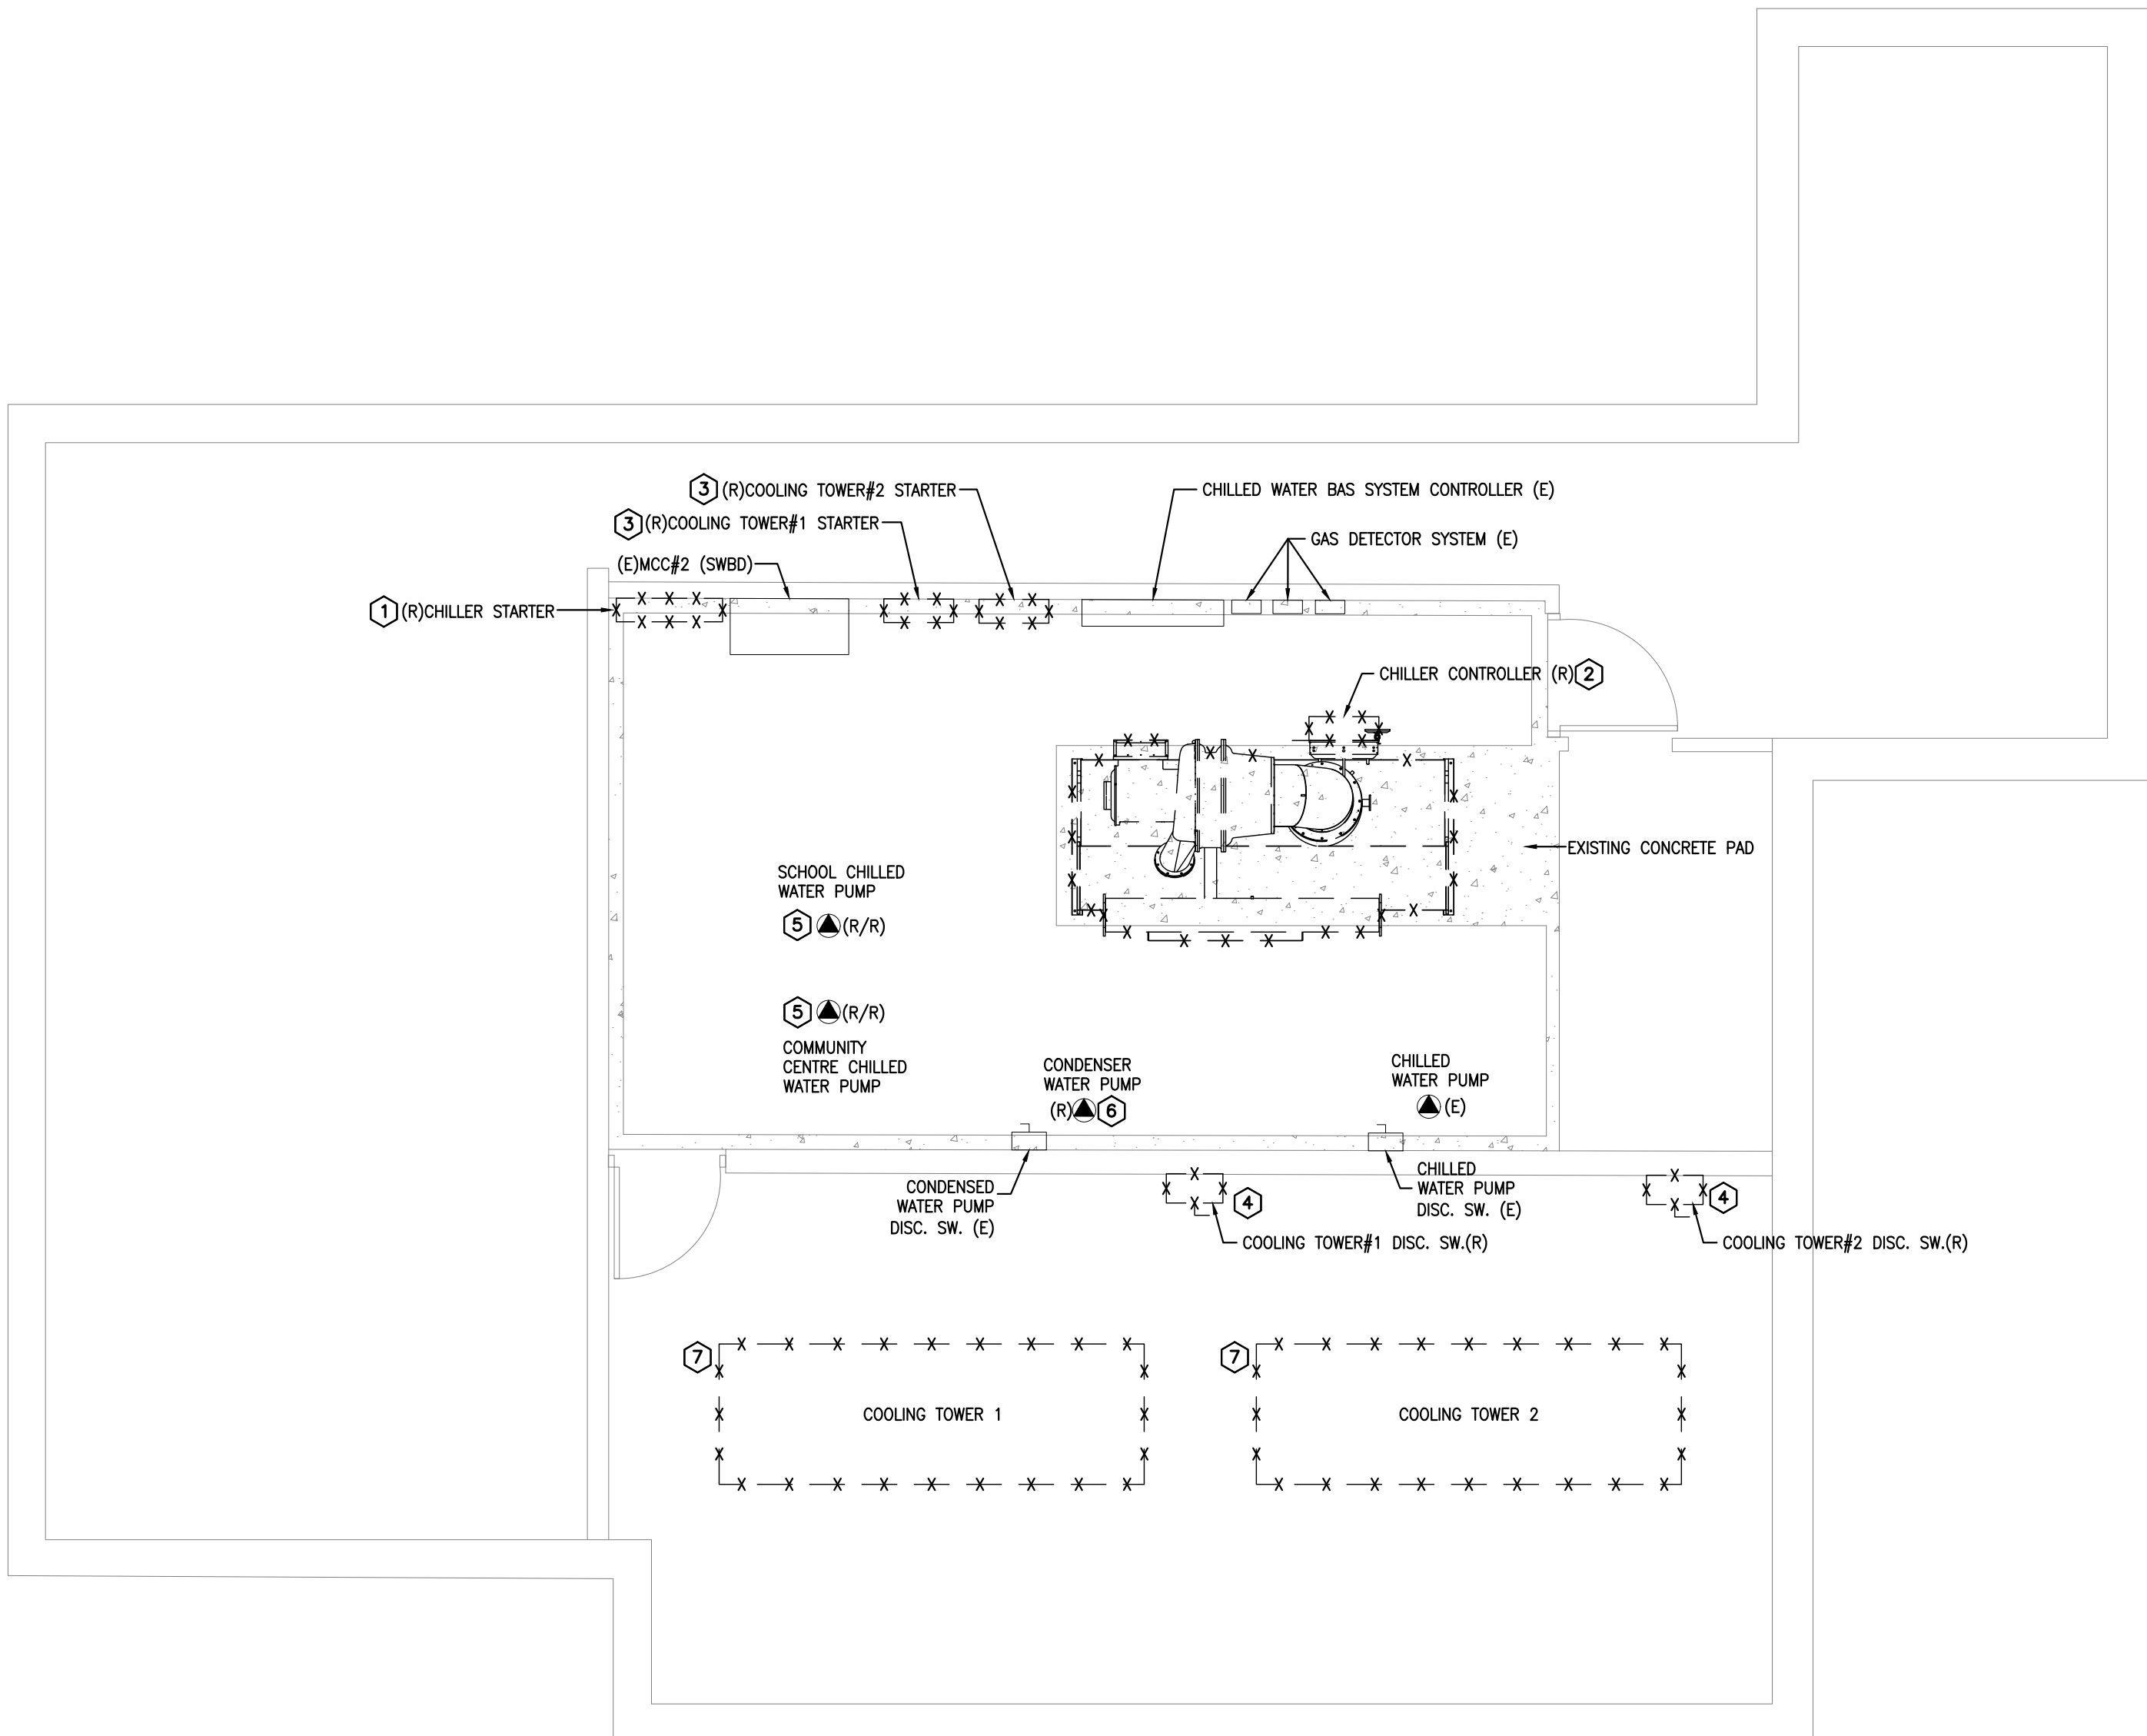 3 (R)COOLING TOWER#2 STARTER
CHILLED WATER BAS SYSTEM CONTROLLER (E)
3 (R)COOLING TOWER#1 STARTER
GAS DETECTOR SYSTEM (E)
(E)MCC#2 (SWBD)
1 (R)CHILLER STARTER
CHILLER CONTROLLER (R) 2
EXISTING CONCRETE PAD
SCHOOL CHILLED
WATER PUMP
5 (R/R)
5 (R/R)
COMMUNITY
CENTRE CHILLED
WATER PUMP
CONDENSER
WATER PUMP
(R) 6
CHILLED
WATER PUMP
(E)
CONDENSED
WATER PUMP
DISC. SW. (E)
4
COOLING TOWER#1 DISC. SW.(R)
CHILLED
WATER PUMP
DISC. SW. (E)
4
COOLING TOWER#2 DISC. SW.(R)
7
COOLING TOWER 1
7
COOLING TOWER 2